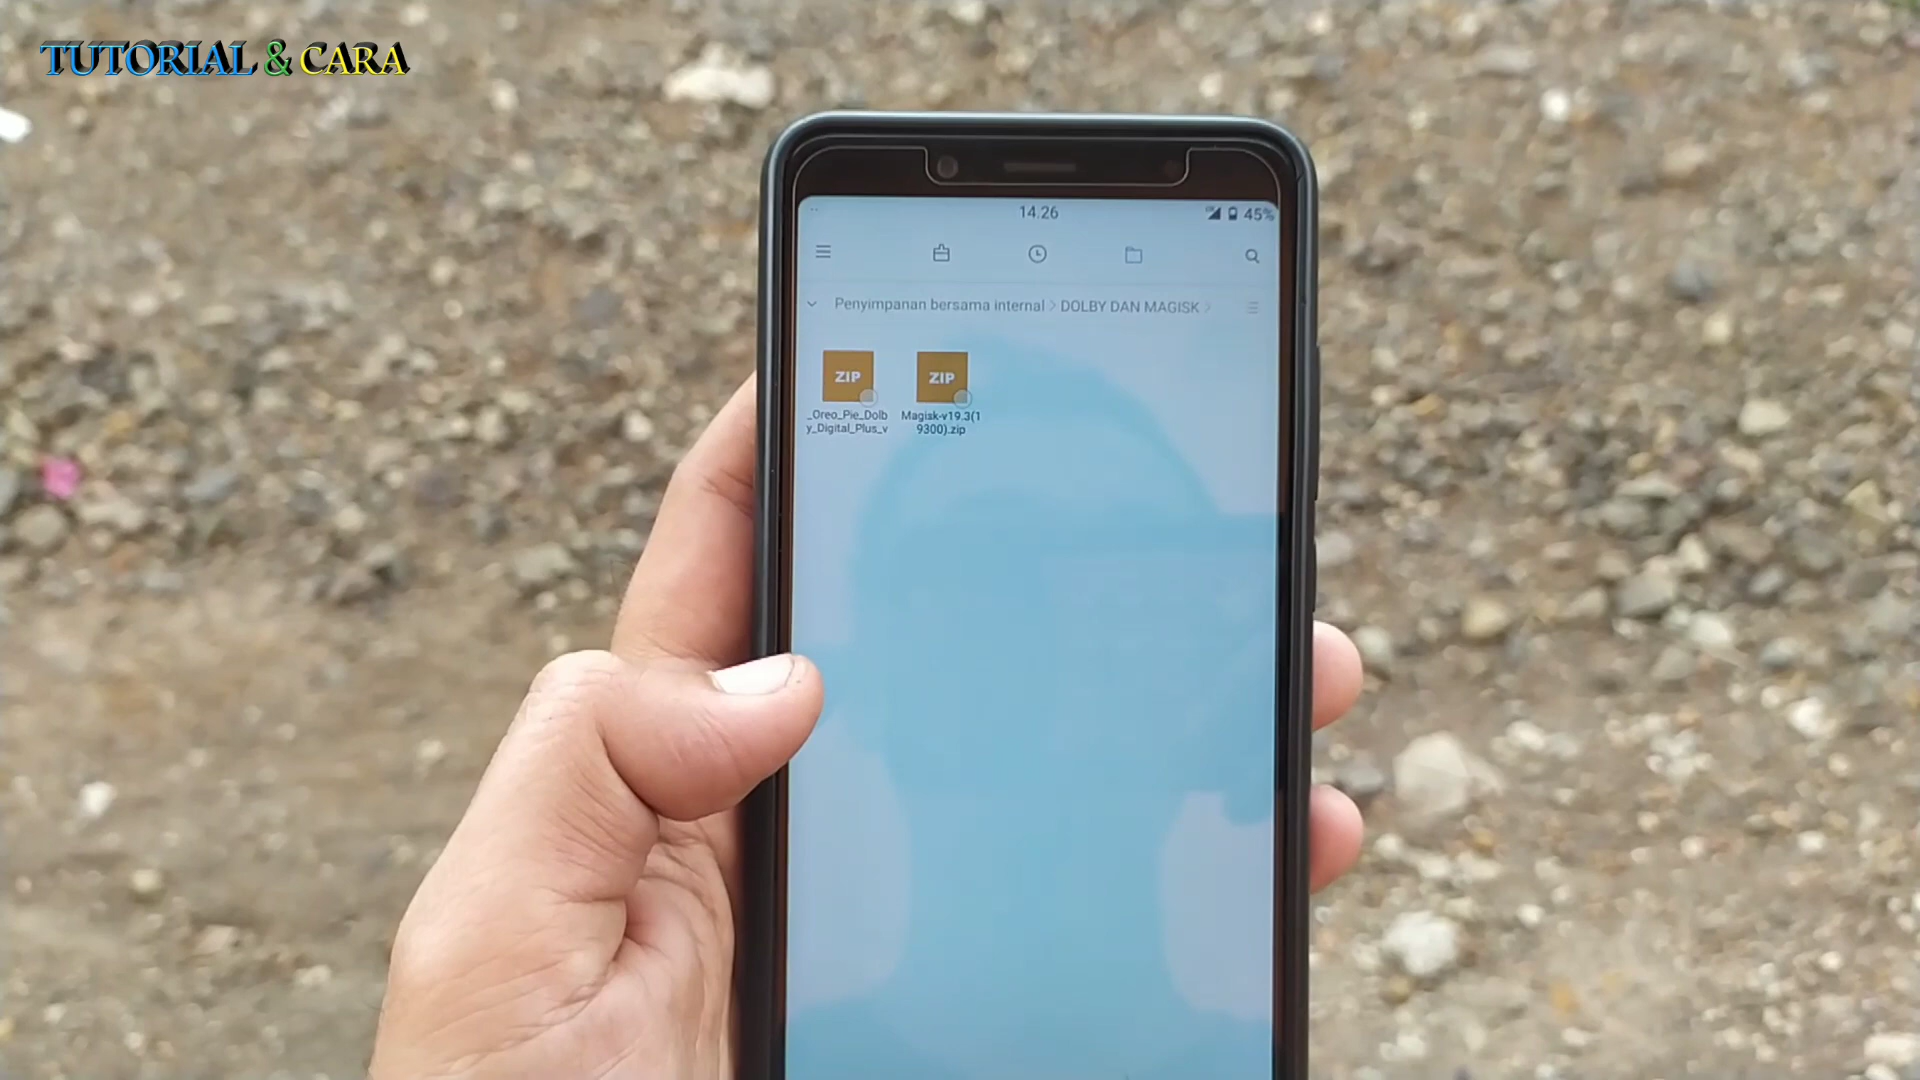 TUTORIAL & CARA
14.26
45%
Penyimpanan bersama internal > DOLBY DAN MAGISK >
ZIP
ZIP
_Oreo_Pie_Dolb
y_Digital_Plus_v
Magisk-v19.3(1
9300).zip